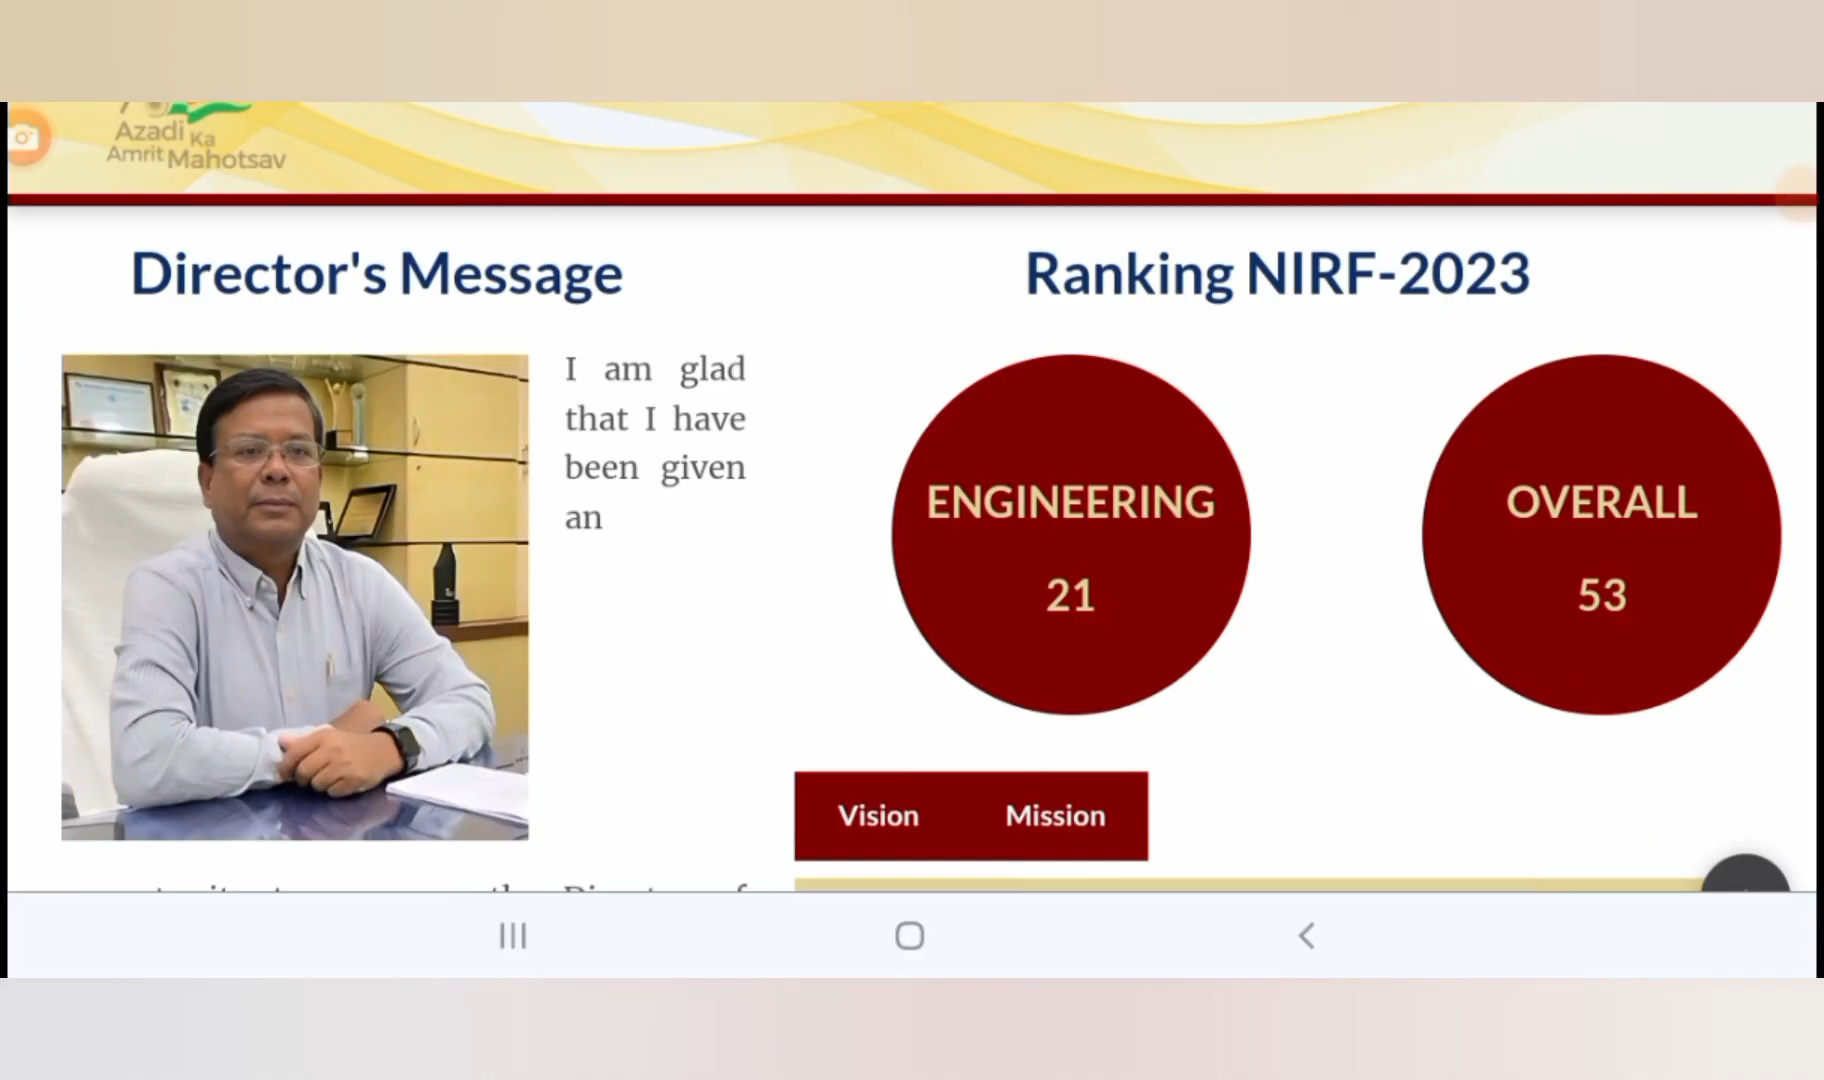 Azadi Ka
Amrit Mahotsav
Director's Message
I am glad
that I have
been given
an
Ranking NIRF-2023
ENGINEERING
21
OVERALL
53
Vision
Mission